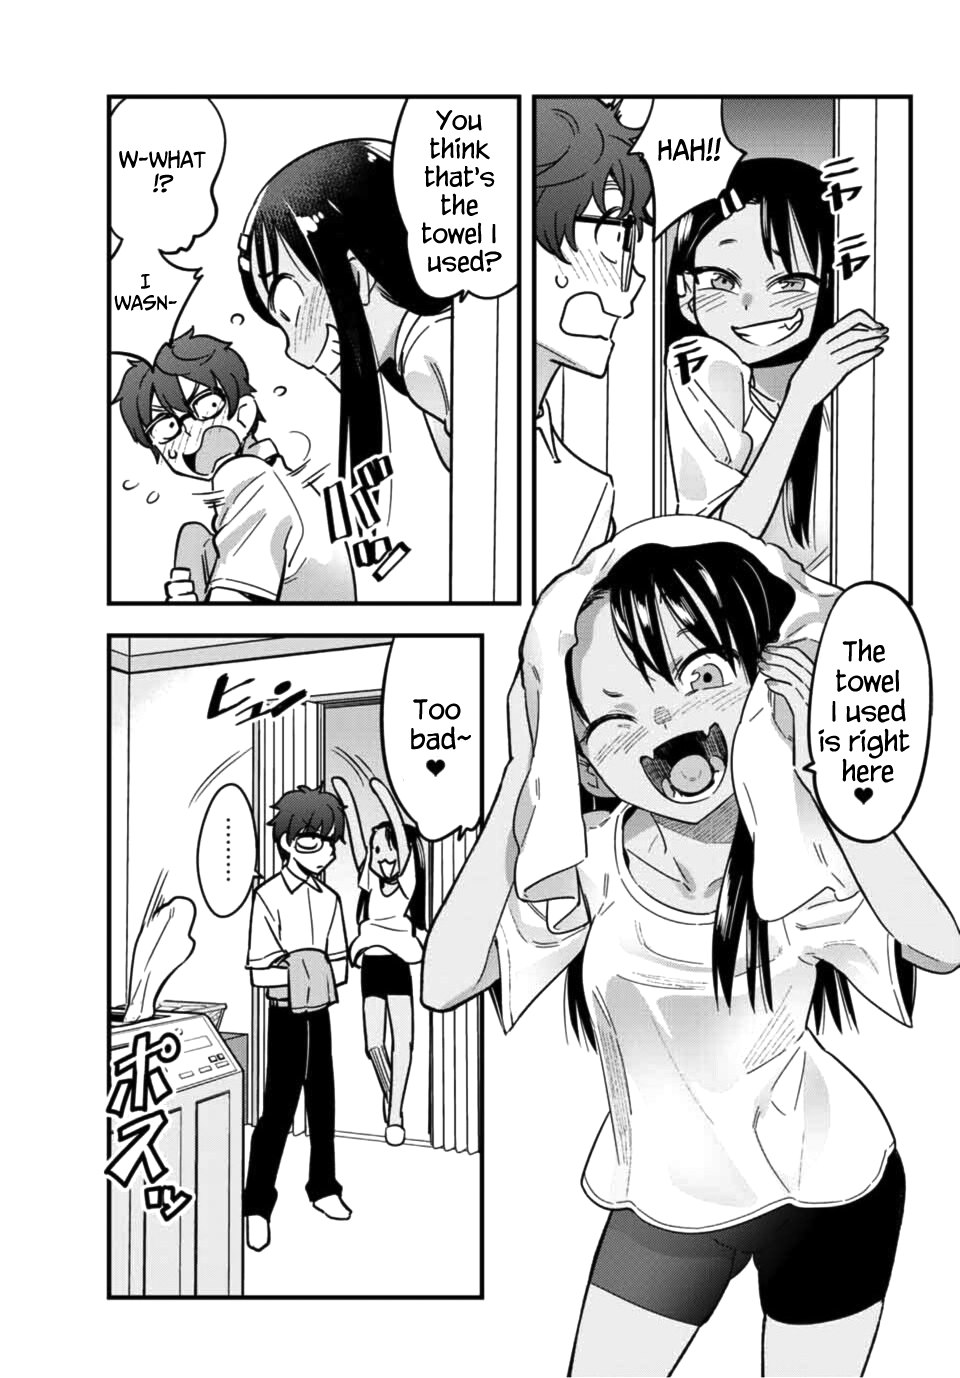 HAH!!
ニヤ
ニヤ
ニヤ
You
think
that's
the
towel I
used?
W-WHAT
!?
I
WASN~
The
towel
I used
is right
here
♥
Too
bad~
♥
ヒュン
………
ポスッ